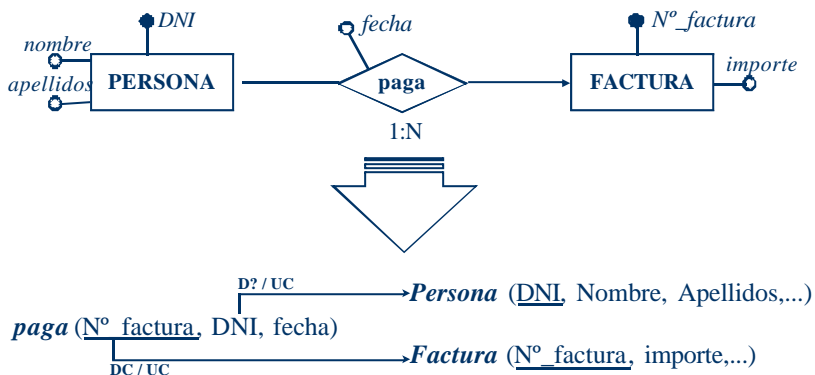 DNI
fecha
Nº_factura
nombre
importe
apellidos
PERSONA
paga
FACTURA
1:N
D? / UC
Persona (DNI, Nombre, Apellidos,...)
paga (Nº_factura, DNI, fecha)
Factura (Nº_factura, importe,...)
DC / UC